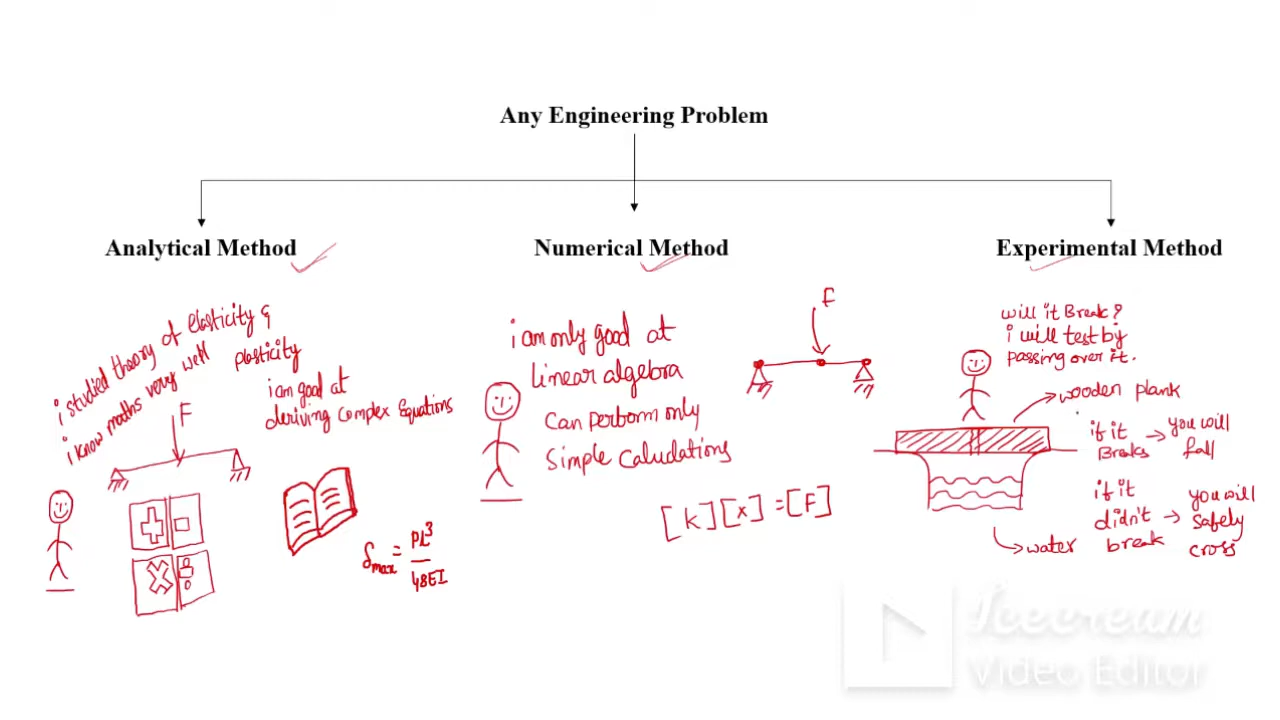 Any Engineering Problem
Analytical Method
Numerical Method
Experimental Method
i studied theory of Elasticity &
plasticity
i know maths very well
i am good at
deriving complex Equations
F
δmax = PL³/48EI
i am only good at
linear algebra
Can perform only
Simple Caludations
F
[K][x]=[F]
will it Break?
i will test by
passing over it.
wooden plank
if it
Breaks → you will
fall
if it
didn't
break → you will
safely
cross
water
Icecream
Video Editor